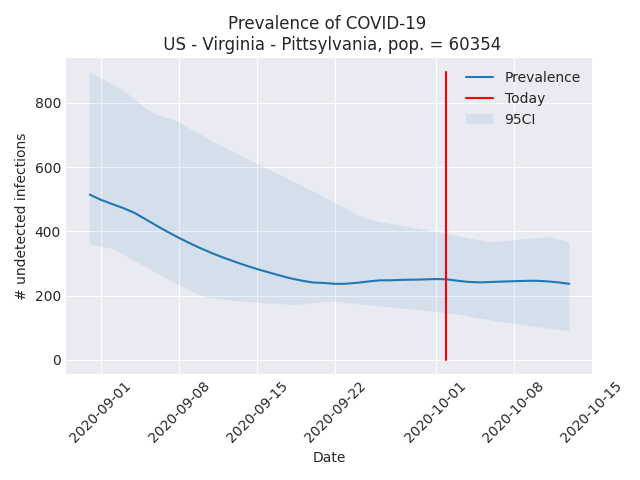 Prevalence of COVID-19
US - Virginia - Pittsylvania, pop. = 60354
Prevalence
Today
95CI
# undetected infections
800
600
400
200
0
2020-09-01
2020-09-08
2020-09-15
2020-09-22
2020-10-01
2020-10-08
2020-10-15
Date